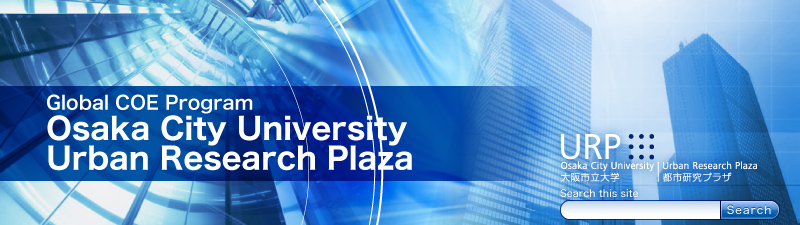 Global COE Program
Osaka City University
Urban Research Plaza
URP
Osaka City University | Urban Research Plaza
大阪市立大学 | 都市研究プラザ
Search this site
Search